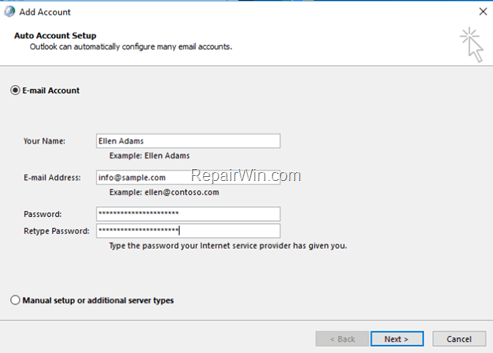 Add Account
Auto Account Setup
Outlook can automatically configure many email accounts.
E-mail Account
Your Name: Ellen Adams
Example: Ellen Adams
E-mail Address: info@sample.com
RepairWin.com
Example: ellen@contoso.com
Password: **********************
Retype Password: **********************
Type the password your Internet service provider has given you.
Manual setup or additional server types
< Back Next > Cancel